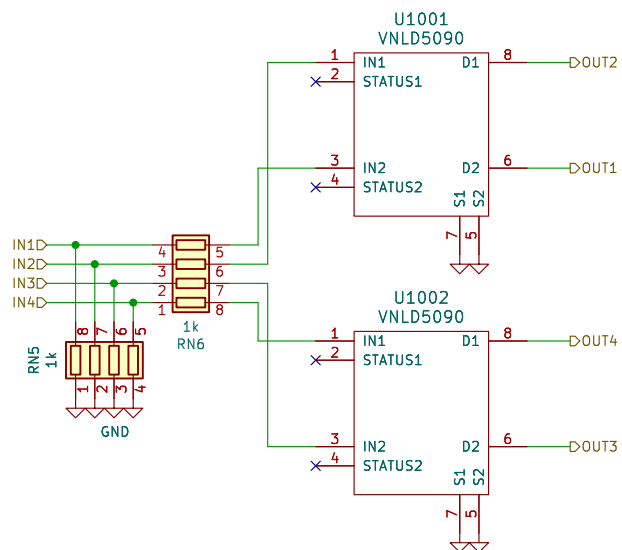 U1001
VNLD5090
1 IN1 D1 8 OUT2
2 STATUS1
3 IN2 D2 6 OUT1
4 STATUS2
S1 S2
7 5
IN1 4 5
IN2 3 6
IN3 2 7
IN4 1 8
1k
RN6
8 7 6 5
RN5
1k
1 2 3 4
GND
U1002
VNLD5090
1 IN1 D1 8 OUT4
2 STATUS1
3 IN2 D2 6 OUT3
4 STATUS2
S1 S2
7 5